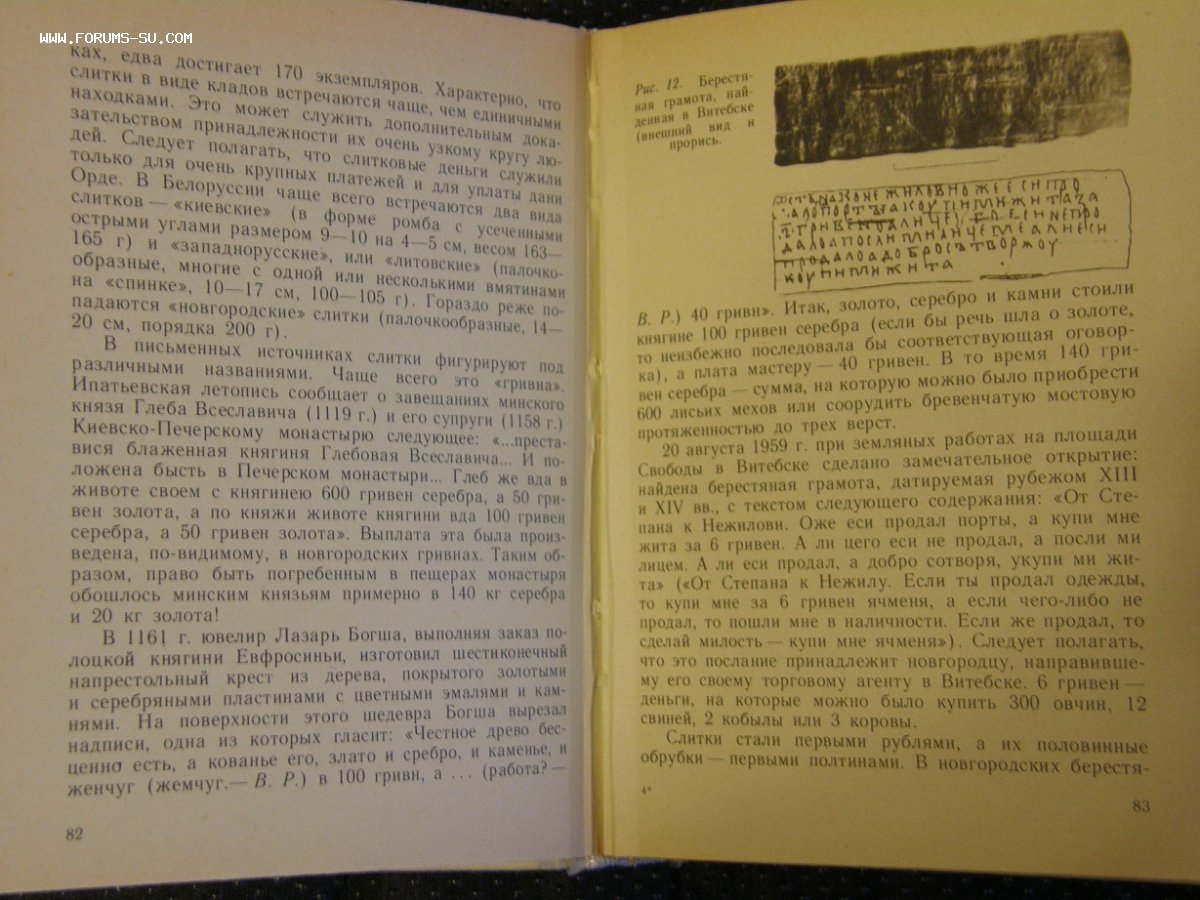 WWW.FORUMS-SU.COM
ках, едва достигает 170 экземпляров. Характерно, что
слитки в виде кладов встречаются чаще, чем единичными
находками. Это может служить дополнительным дока-
зательством принадлежности их очень узкому кругу лю-
дей. Следует полагать, что слитковые деньги служили
только для очень крупных платежей и для уплаты дани
Орде. В Белоруссии чаще всего встречаются два вида
слитков — «киевские» (в форме ромба с усеченными
острыми углами размером 9—10 на 4—5 см, весом 163—
165 г) и «западнорусские», или «литовские» (палочко-
образные, многие с одной или несколькими вмятинами
на «спинке», 10—17 см, 100—105 г). Гораздо реже по-
падаются «новгородские» слитки (палочкообразные, 14—
20 см, порядка 200 г).
В письменных источниках слитки фигурируют под
различными названиями. Чаще всего это «гривна».
Ипатьевская летопись сообщает о завещаниях минского
князя Глеба Всеславича (1119 г.) и его супруги (1158 г.)
Киевско-Печерскому монастырю следующее: «...преста-
вися блаженная княгиня Глебовая Всеславича... И по-
ложена бысть в Печерском монастыри... Глеб же вда в
животе своем с княгинею 600 гривен серебра, а 50 гри-
вен золота, а по княжи животе княгини вда 100 гривен
серебра, а 50 гривен золота». Выплата эта была произ-
ведена, по-видимому, в новгородских гривнах. Таким об-
разом, право быть погребенным в пещерах монастыря
обошлось минским князьям примерно в 140 кг серебра
и 20 кг золота!
В 1161 г. ювелир Лазарь Богша, выполняя заказ по-
лоцкой княгини Евфросиньи, изготовил шестиконечный
напрестольный крест из дерева, покрытого золотыми
и серебряными пластинами с цветными эмалями и кам-
нями. На поверхности этого шедевра Богша вырезал
надписи, одна из которых гласит: «Честное древо бес-
ценно есть, а кованье его, злато и сребро, и каменье, и
женчуг (жемчуг.— В. Р.) в 100 гривн, а ... (работа?—
82
Рис. 12. Берестя-
ная грамота, най-
денная в Витебске
(внешний вид и
прорись.
В. Р.) 40 гривн». Итак, золото, серебро и камни стоили
княгине 100 гривен серебра (если бы речь шла о золоте,
то неизбежно последовала бы соответствующая оговор-
ка), а плата мастеру — 40 гривен. В то время 140 гри-
вен серебра — сумма, на которую можно было приобрести
600 лисьих мехов или соорудить бревенчатую мостовую
протяженностью до трех верст.
20 августа 1959 г. при земляных работах на площади
Свободы в Витебске сделано замечательное открытие:
найдена берестяная грамота, датируемая рубежом XIII
и XIV вв., с текстом следующего содержания: «От Сте-
пана к Нежилови. Оже еси продал порты, а купи мне
жита за 6 гривен. А ли цего еси не продал, а посли ми
лицем. А ли еси продал, а добро сотворя, укупи ми жи-
та» («От Степана к Нежилу. Если ты продал одежды,
то купи мне за 6 гривен ячменя, а если чего-либо не
продал, то пошли мне в наличности. Если же продал, то
сделай милость — купи мне ячменя»). Следует полагать,
что это послание принадлежит новгородцу, направивше-
му его своему торговому агенту в Витебске. 6 гривен —
деньги, на которые можно было купить 300 овчин, 12
свиней, 2 кобылы или 3 коровы.
Слитки стали первыми рублями, а их половинные
обрубки — первыми полтинами. В новгородских берестя-
4*
83